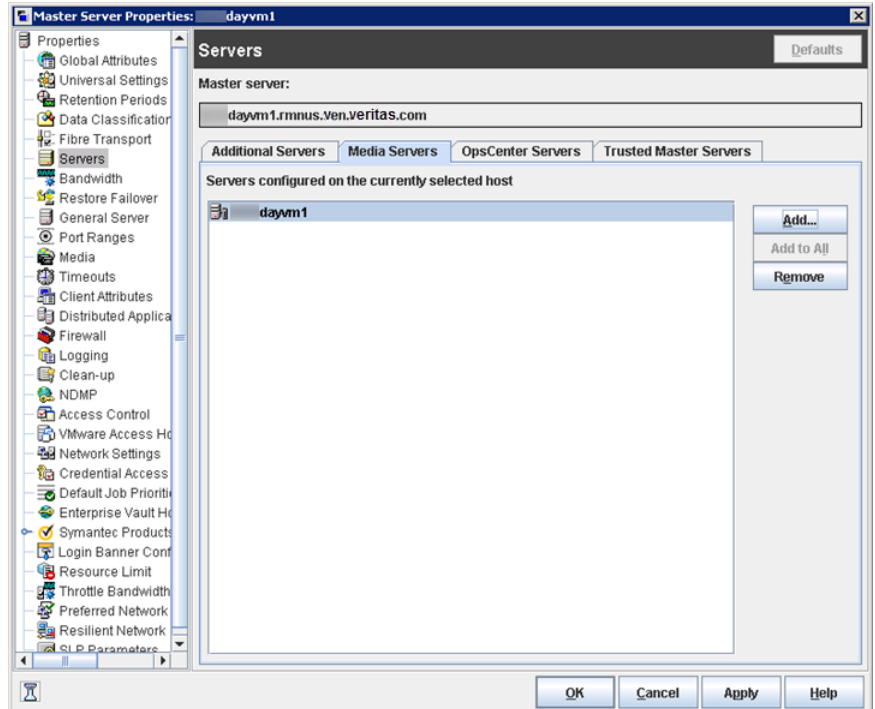 Master Server Properties: dayvm1
Properties
Global Attributes
Universal Settings
Retention Periods
Data Classification
Fibre Transport
Servers
Bandwidth
Restore Failover
General Server
Port Ranges
Media
Timeouts
Client Attributes
Distributed Applica
Firewall
Logging
Clean-up
NDMP
Access Control
VMware Access Ho
Network Settings
Credential Access
Default Job Prioriti
Enterprise Vault Ho
Symantec Products
Login Banner Conf
Resource Limit
Throttle Bandwidth
Preferred Network
Resilient Network
SLP Parameters
Servers
Defaults
Master server:
dayvm1.rmnus.ven.veritas.com
Additional Servers
Media Servers
OpsCenter Servers
Trusted Master Servers
Servers configured on the currently selected host
dayvm1
Add...
Add to All
Remove
OK
Cancel
Apply
Help